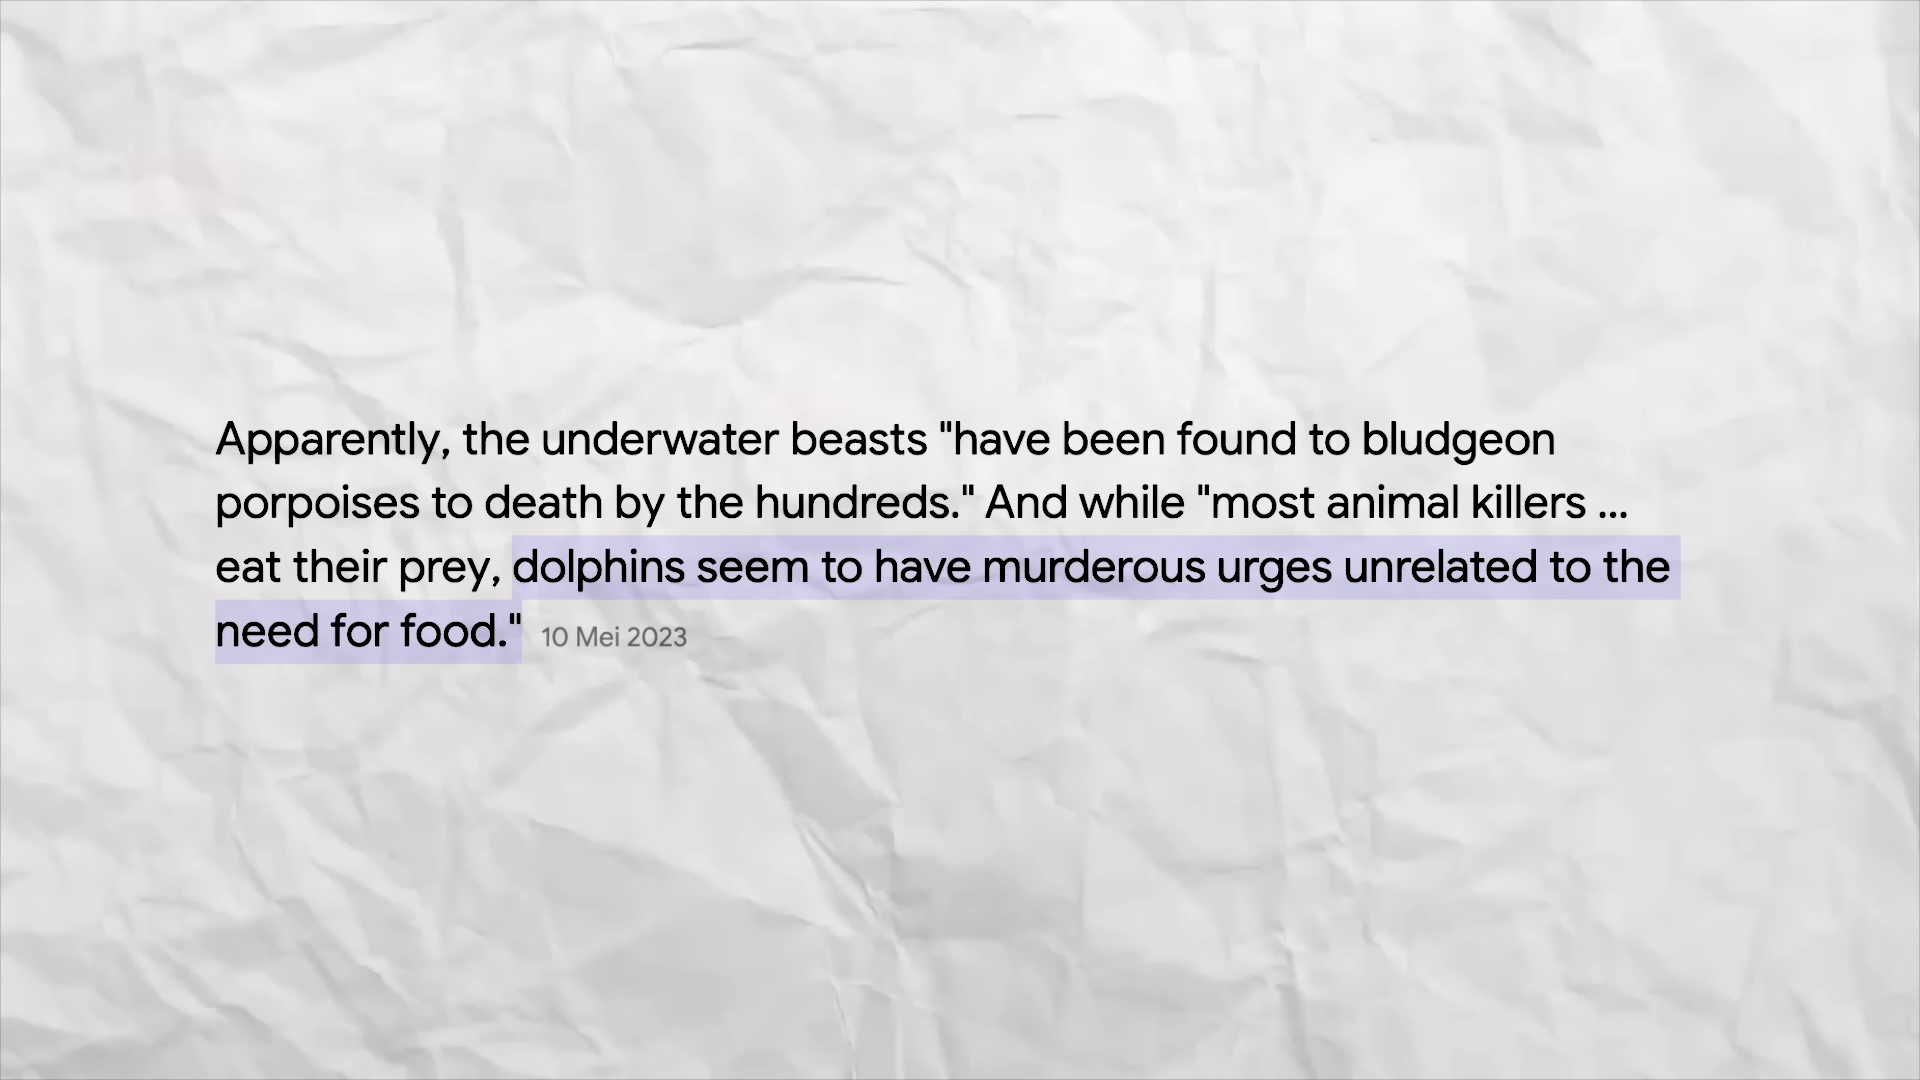 Apparently, the underwater beasts "have been found to bludgeon
porpoises to death by the hundreds." And while "most animal killers ...
eat their prey, dolphins seem to have murderous urges unrelated to the
need for food." 10 Mei 2023